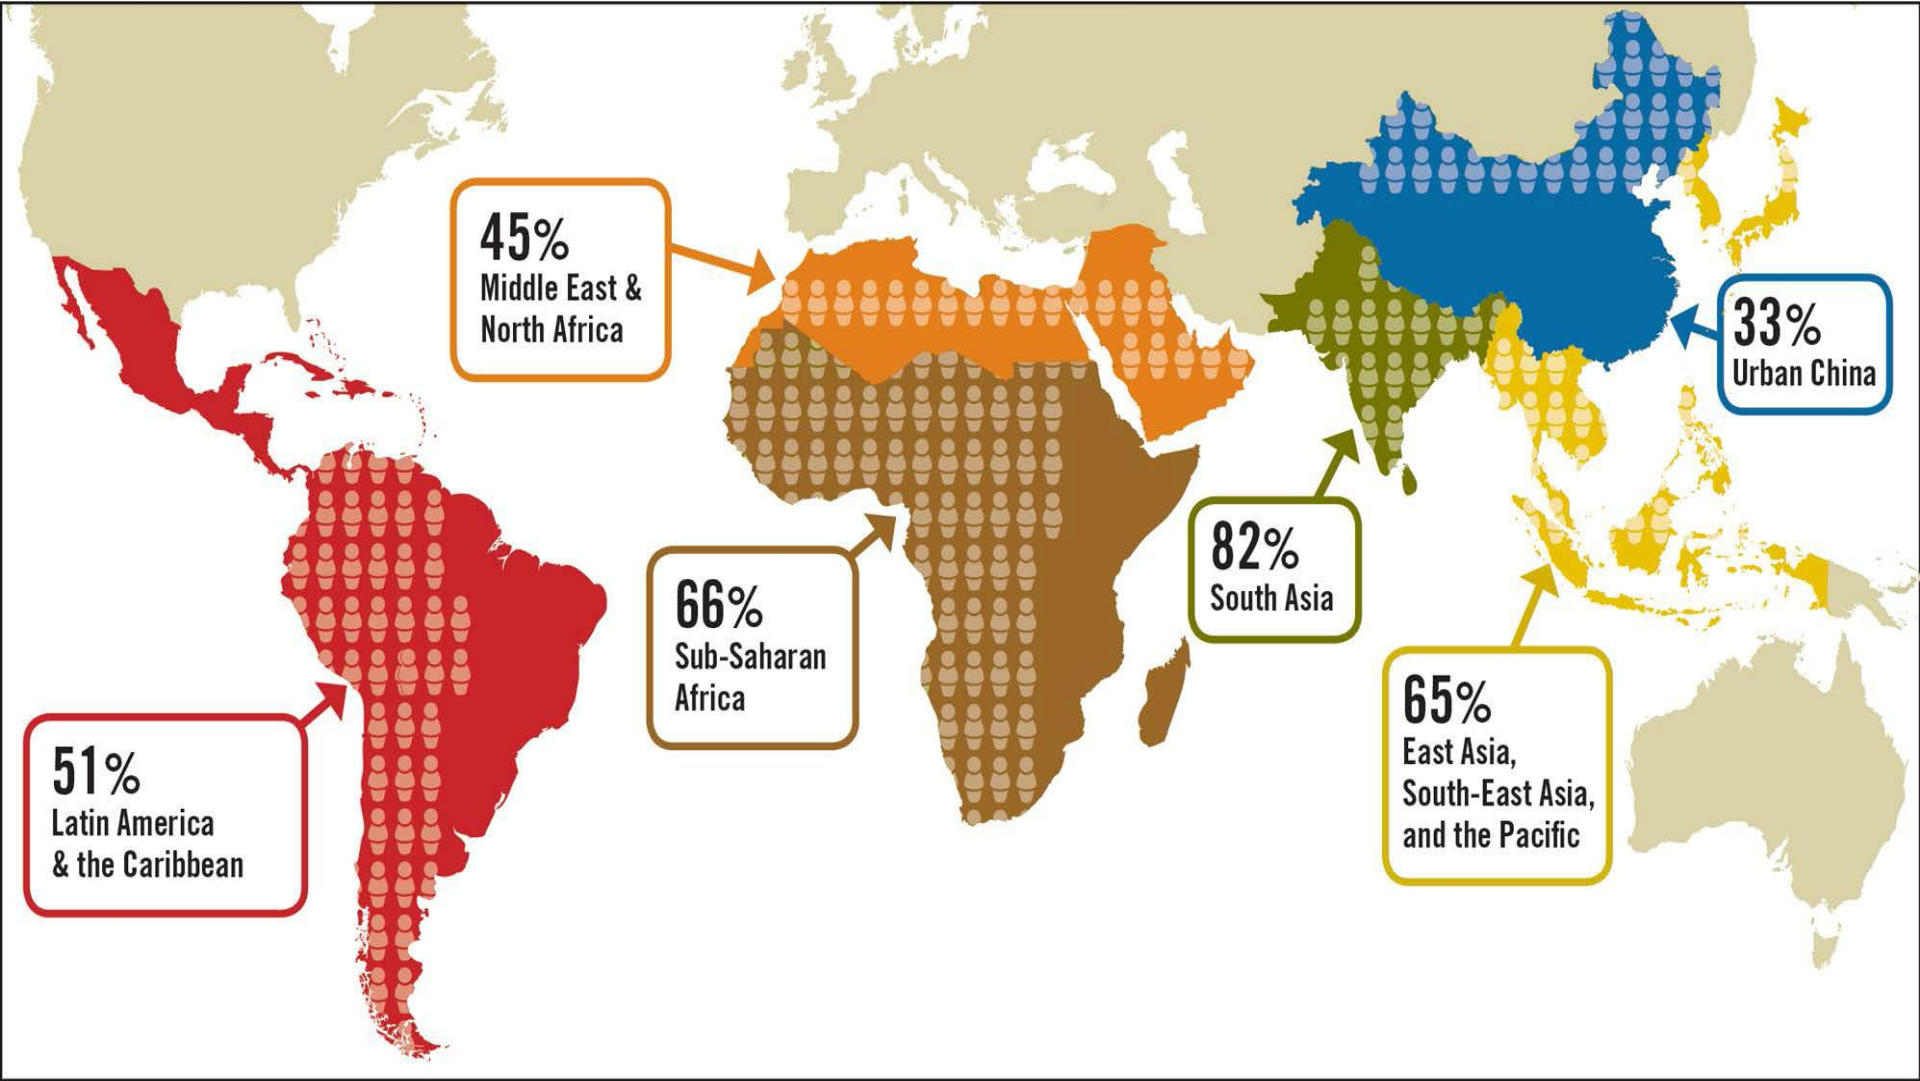 45%
Middle East &
North Africa
33%
Urban China
82%
South Asia
66%
Sub-Saharan
Africa
65%
East Asia,
South-East Asia,
and the Pacific
51%
Latin America
& the Caribbean